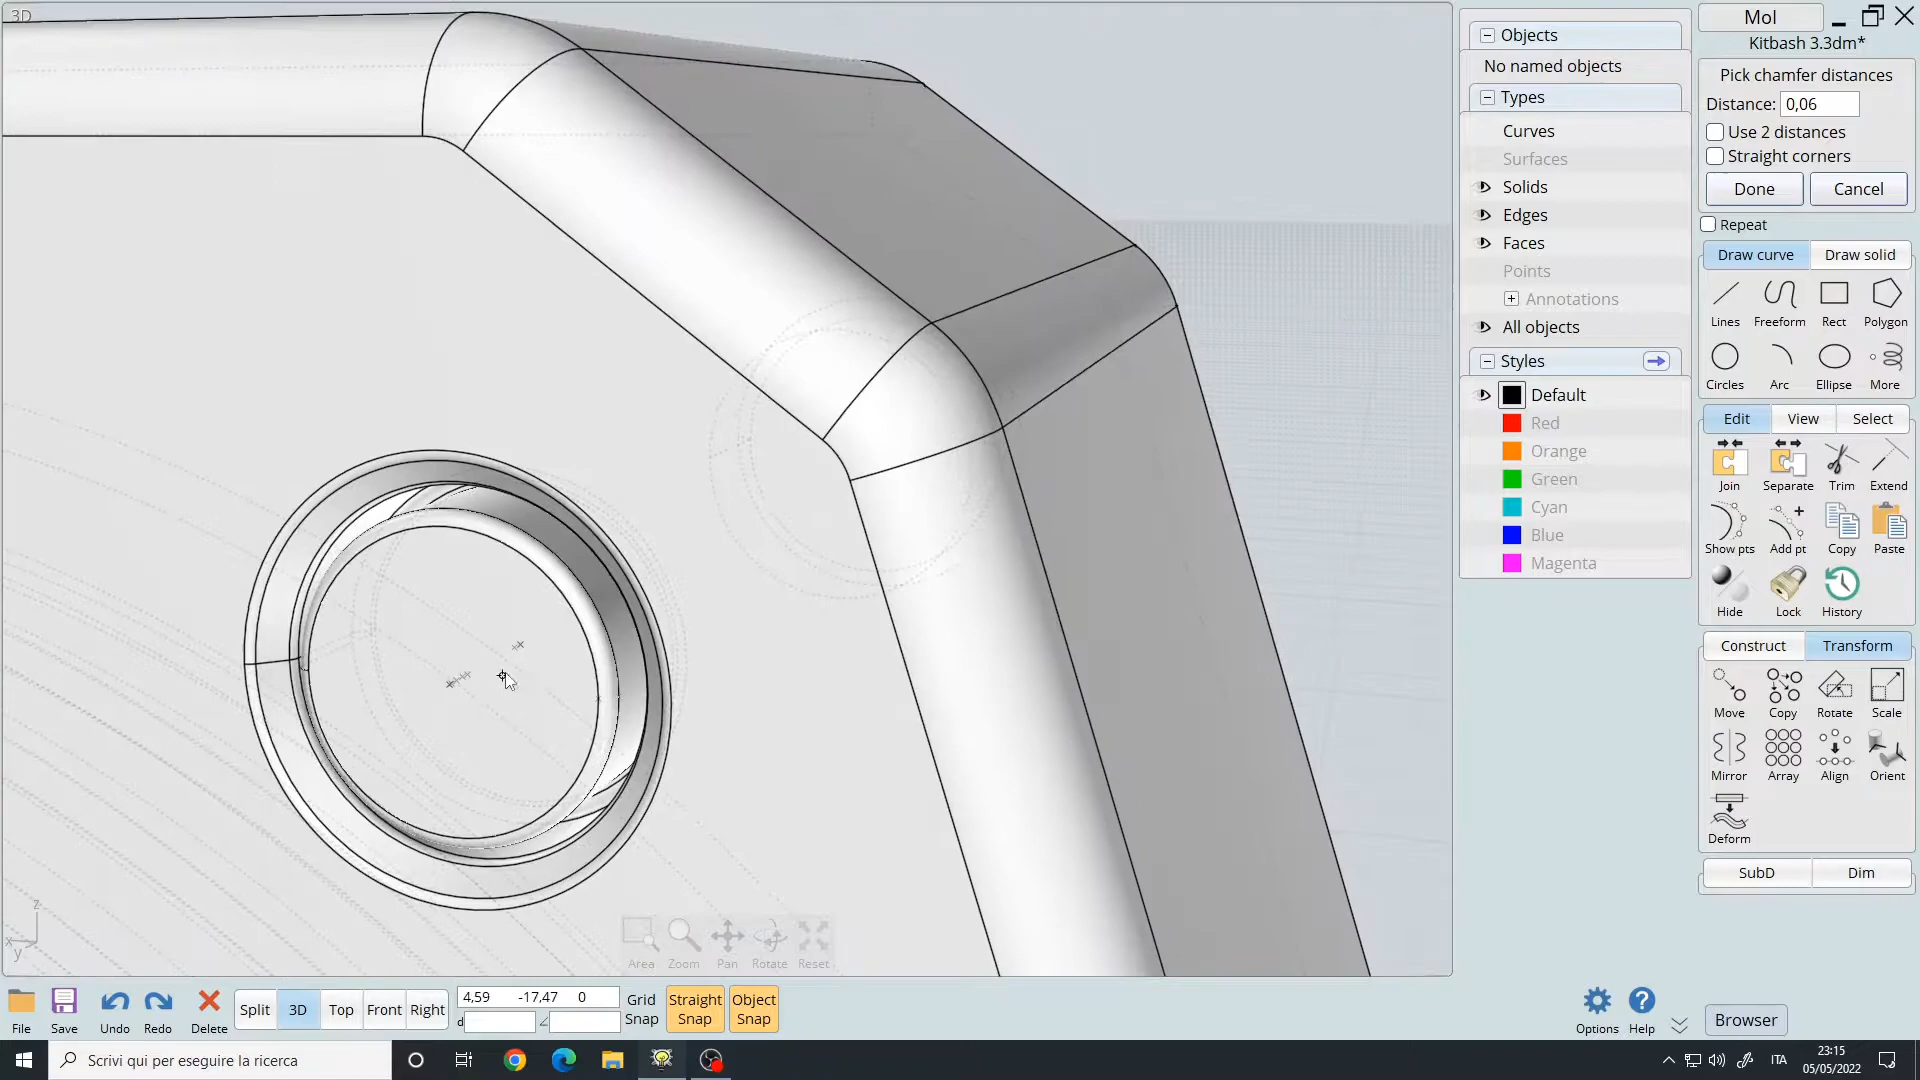 3D
Objects
No named objects
Types
Curves
Surfaces
Solids
Edges
Faces
Points
Annotations
All objects
Styles
Default
Red
Orange
Green
Cyan
Blue
Magenta
MoI
Kitbash 3.3dm*
Pick chamfer distances
Distance: 0,06
Use 2 distances
Straight corners
Done Cancel
Repeat
Draw curve Draw solid
Lines Freeform Rect Polygon
Circles Arc Ellipse More
Edit View Select
Join Separate Trim Extend
Show pts Add pt Copy Paste
Hide Lock History
Construct Transform
Move Copy Rotate Scale
Mirror Array Align Orient
Deform
SubD Dim
z
x
y
Area Zoom Pan Rotate Reset
File Save Undo Redo Delete
Split 3D Top Front Right
4,59 -17,47 0
d
Grid Snap
Straight Snap
Object Snap
Options Help
Browser
Scrivi qui per eseguire la ricerca
ITA
23:15
05/05/2022